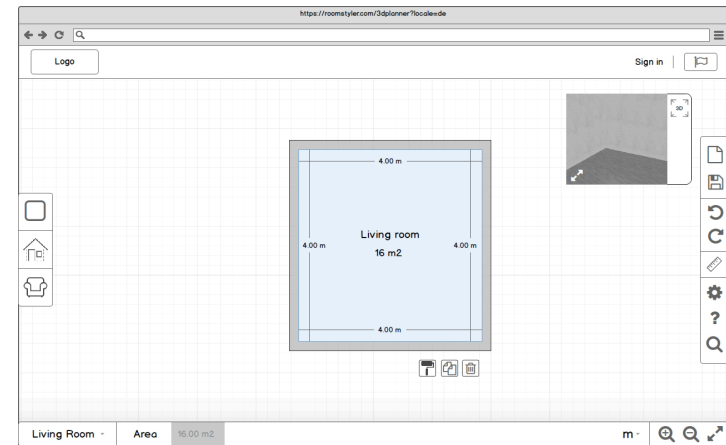 https://roomstyler.com/3dplanner?locale=de
Logo
Sign in
3D
4.00 m
Living room
4.00 m
4.00 m
16 m2
4.00 m
?
Living Room
Area
16.00 m2
m